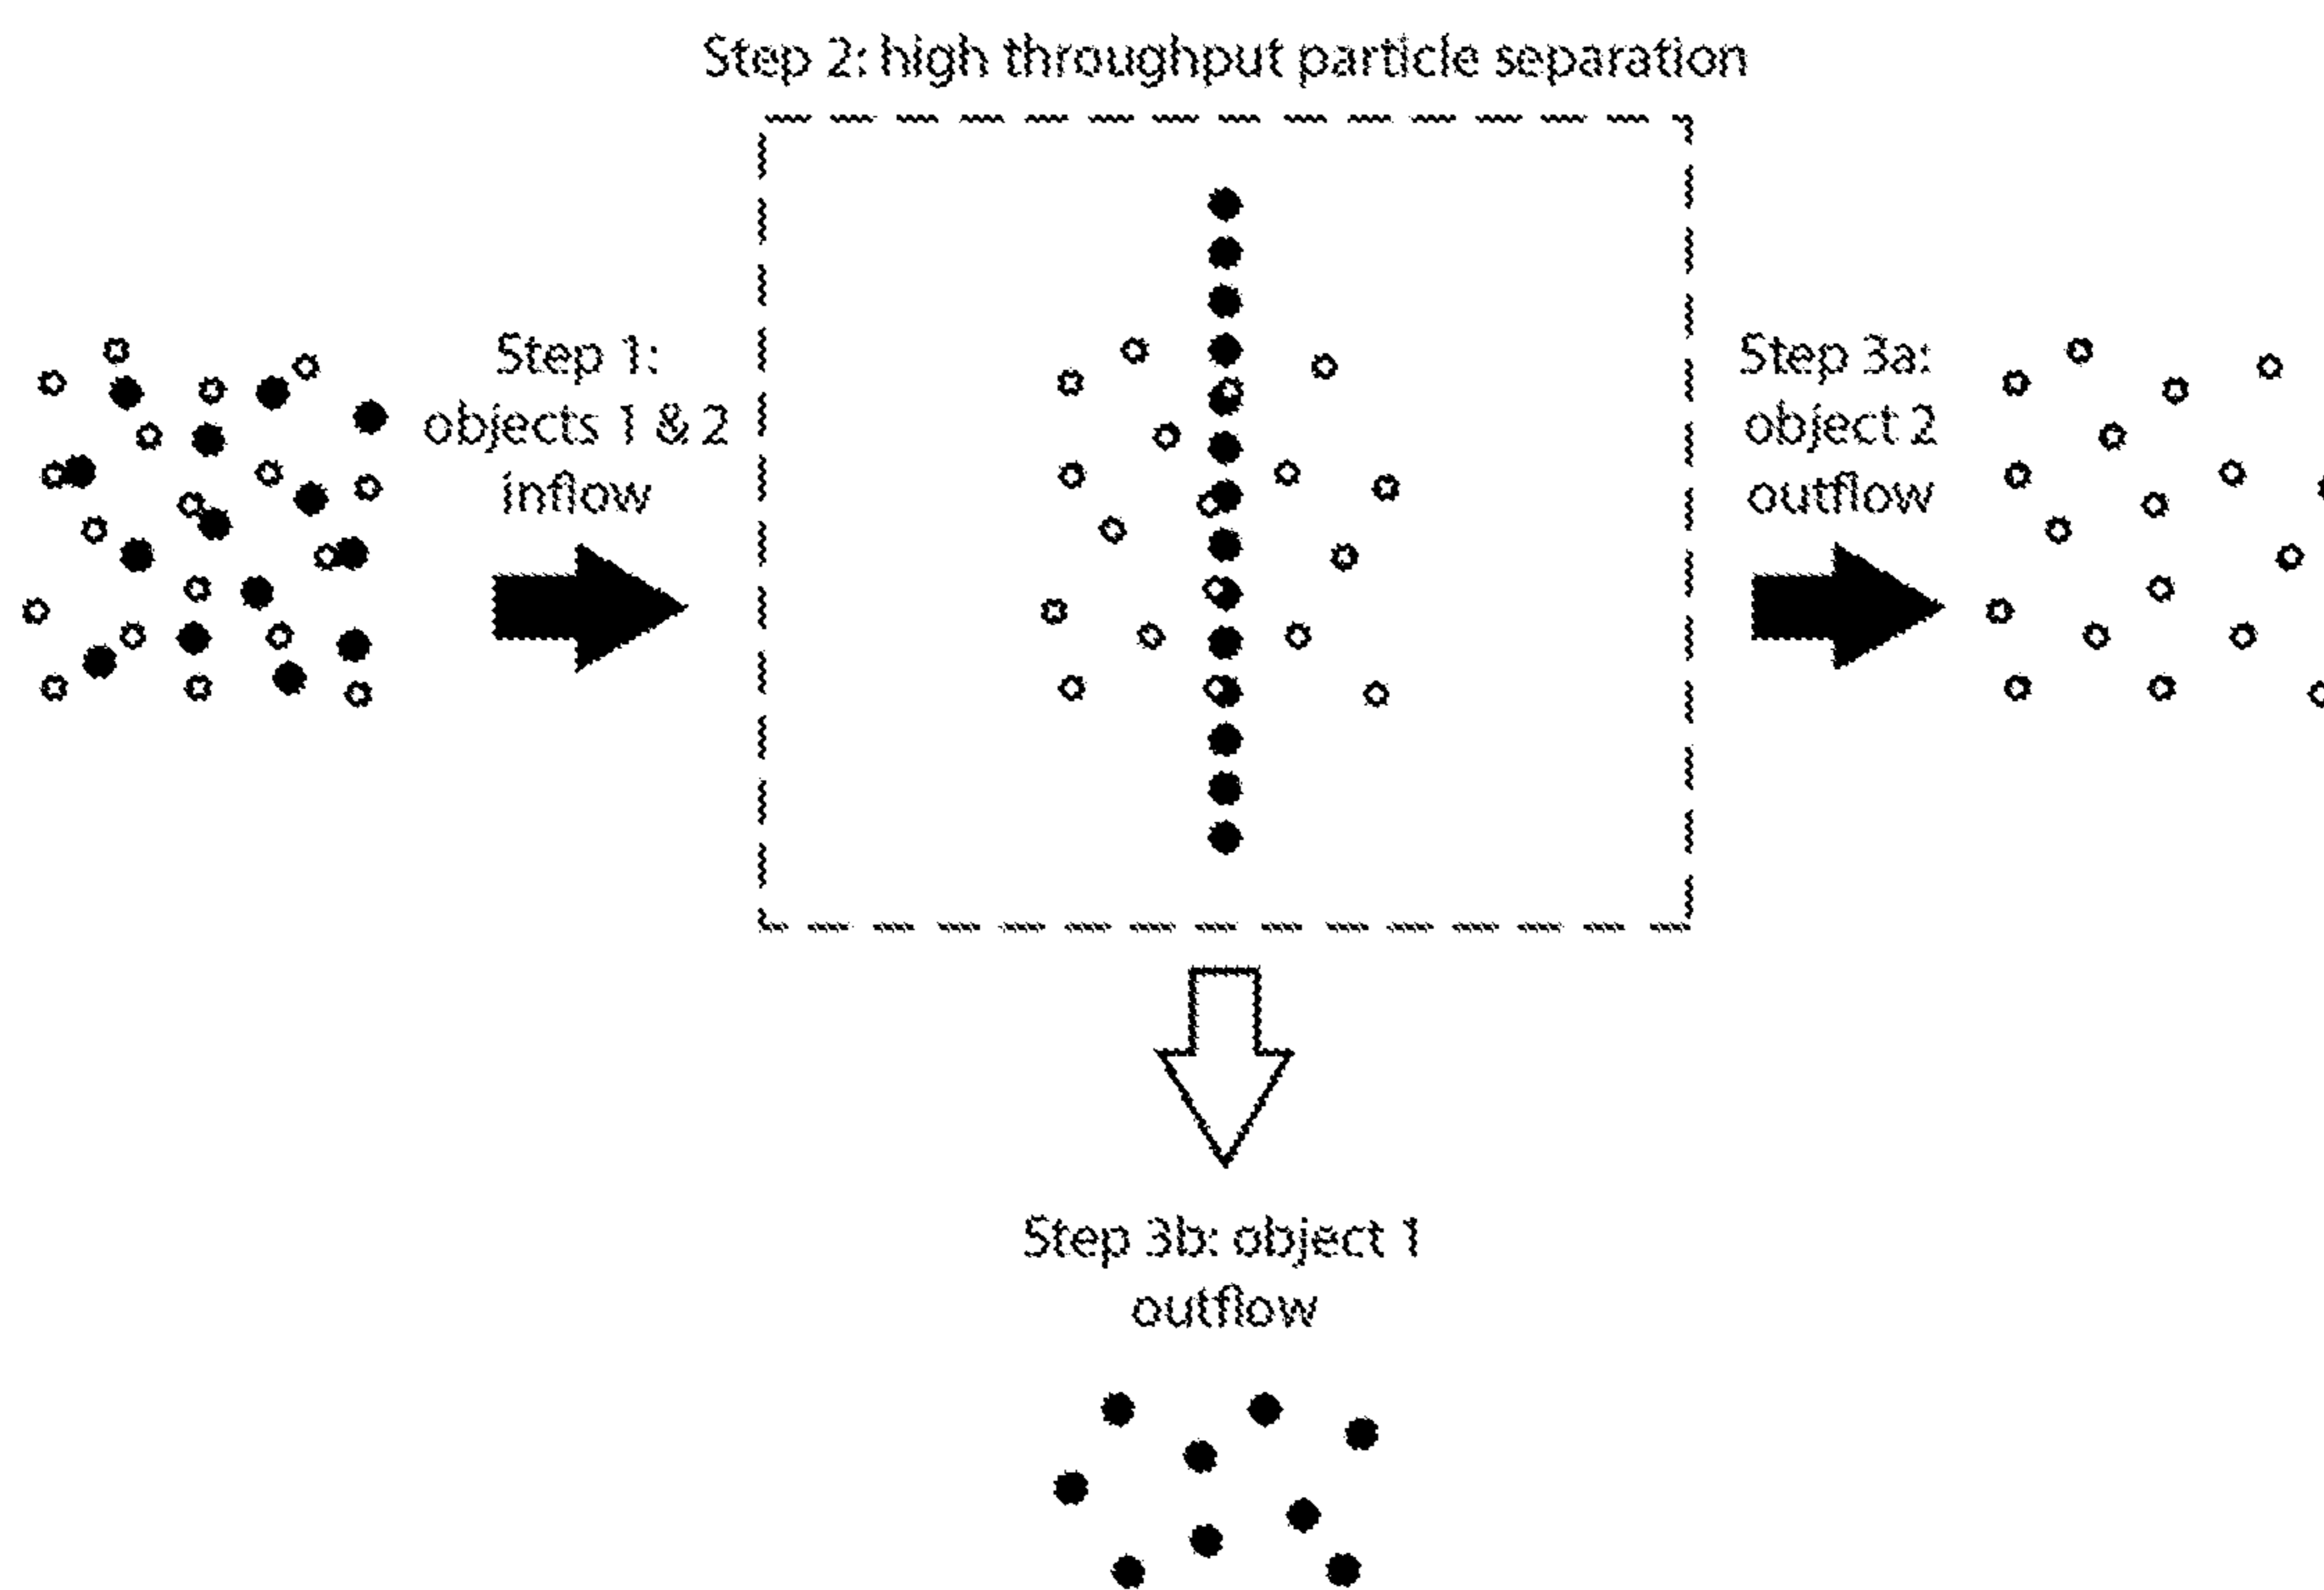 Step 2: high throughput particle separation
Step 1:
objects 1 & 2
inflow
Step 3a:
object 2
outflow
Step 3b: object 1
outflow